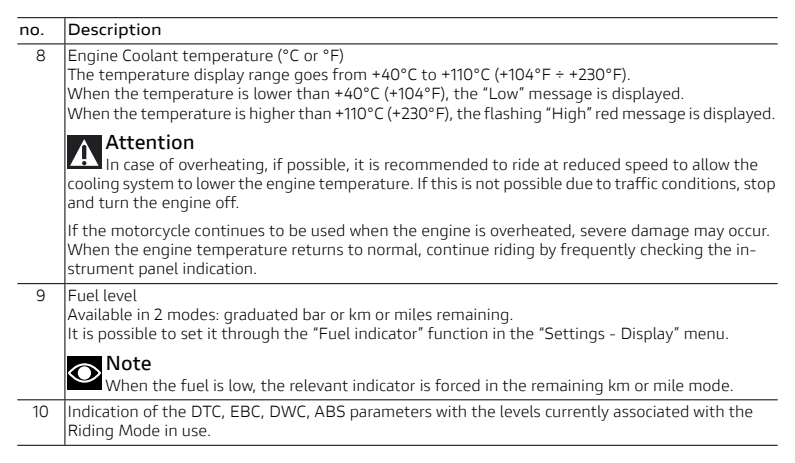 no. Description
8 Engine Coolant temperature (°C or °F)
The temperature display range goes from +40°C to +110°C (+104°F ÷ +230°F).
When the temperature is lower than +40°C (+104°F), the “Low” message is displayed.
When the temperature is higher than +110°C (+230°F), the flashing “High” red message is displayed.
Attention
In case of overheating, if possible, it is recommended to ride at reduced speed to allow the
cooling system to lower the engine temperature. If this is not possible due to traffic conditions, stop
and turn the engine off.
If the motorcycle continues to be used when the engine is overheated, severe damage may occur.
When the engine temperature returns to normal, continue riding by frequently checking the in-
strument panel indication.
9 Fuel level
Available in 2 modes: graduated bar or km or miles remaining.
It is possible to set it through the “Fuel indicator” function in the “Settings - Display” menu.
Note
When the fuel is low, the relevant indicator is forced in the remaining km or mile mode.
10 Indication of the DTC, EBC, DWC, ABS parameters with the levels currently associated with the
Riding Mode in use.